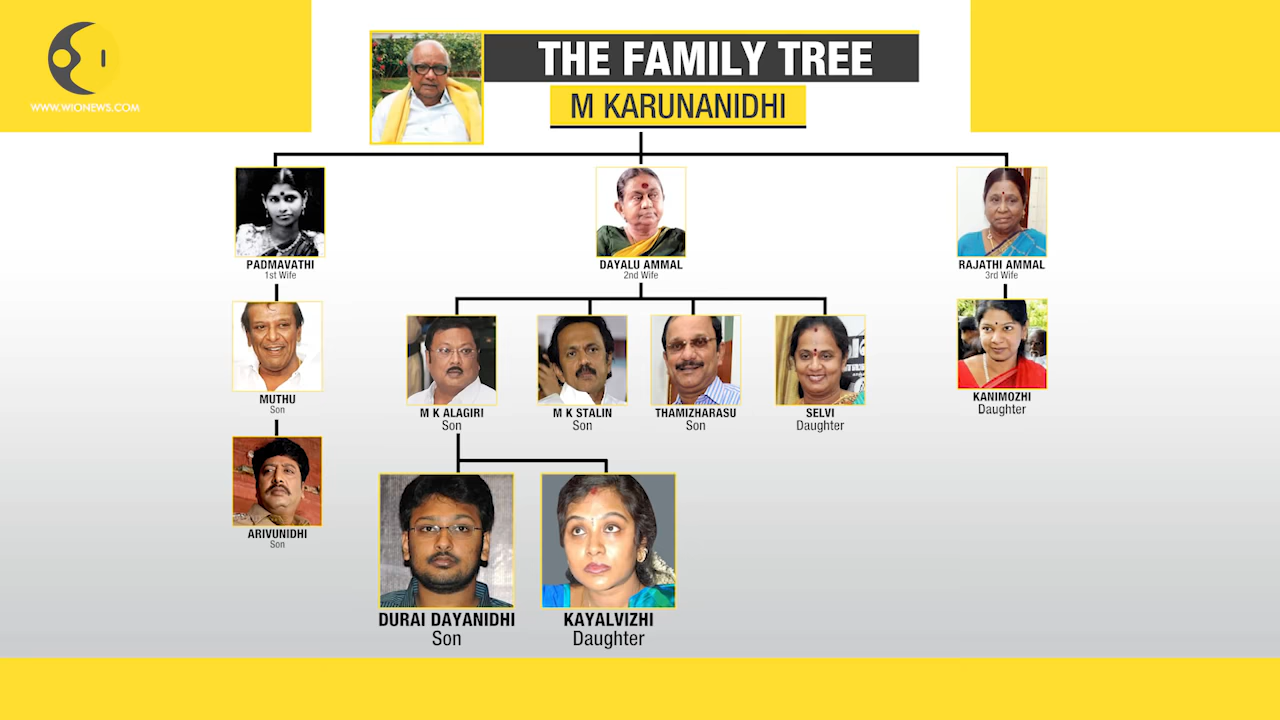 WWW.WIONEWS.COM
THE FAMILY TREE
M KARUNANIDHI
PADMAVATHI
1st Wife
DAYALU AMMAL
2nd Wife
RAJATHI AMMAL
3rd Wife
MUTHU
Son
M K ALAGIRI
Son
M K STALIN
Son
THAMIZHARASU
Son
SELVI
Daughter
KANIMOZHI
Daughter
ARIVUNIDHI
Son
DURAI DAYANIDHI
Son
KAYALVIZHI
Daughter